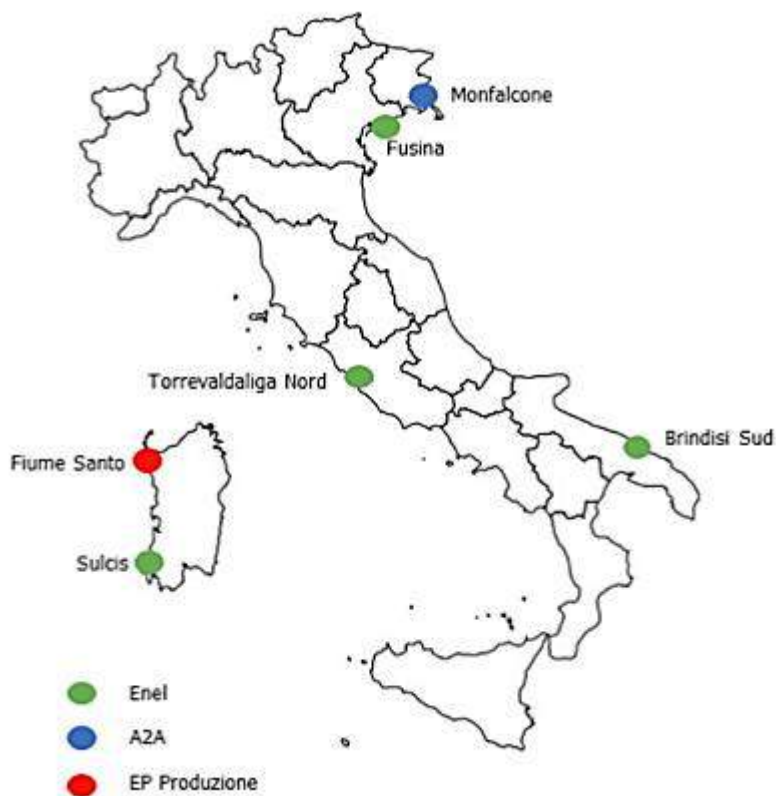 Monfalcone
Fusina
Torrevaldaliga Nord
Brindisi Sud
Fiume Santo
Sulcis
Enel
A2A
EP Produzione